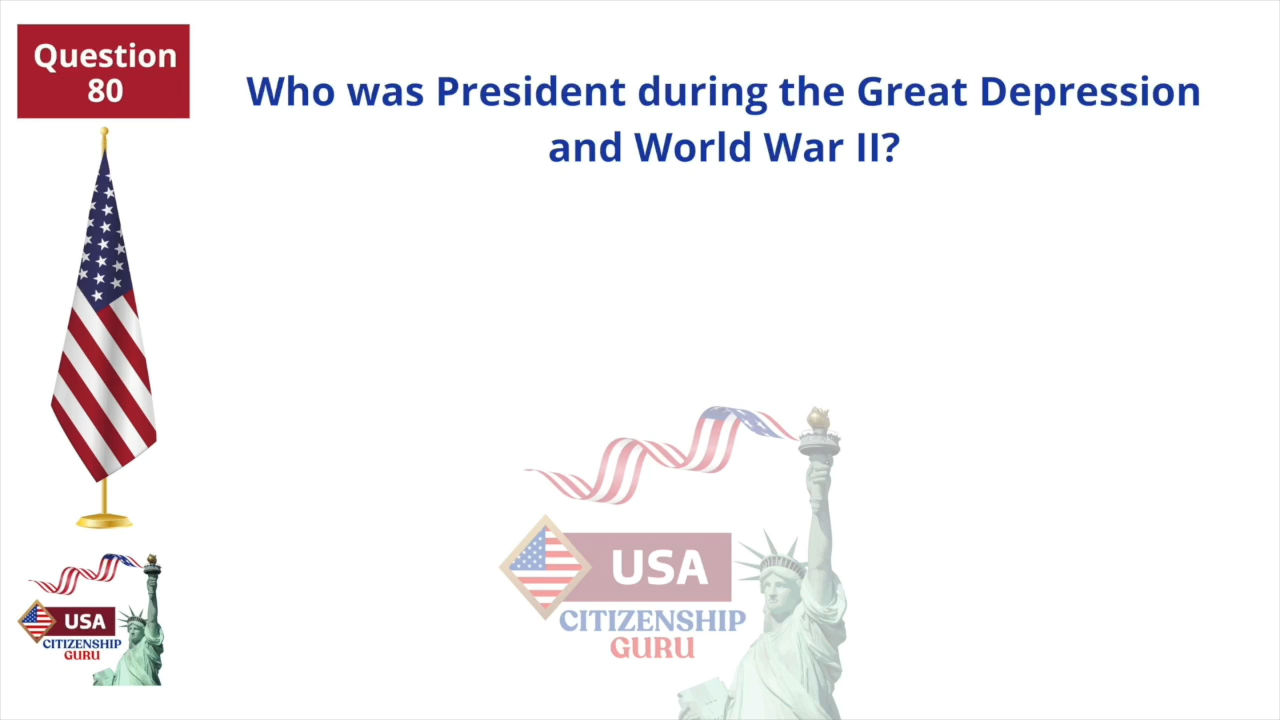 Question
80
Who was President during the Great Depression
and World War II?
USA
CITIZENSHIP
GURU
USA
CITIZENSHIP
GURU